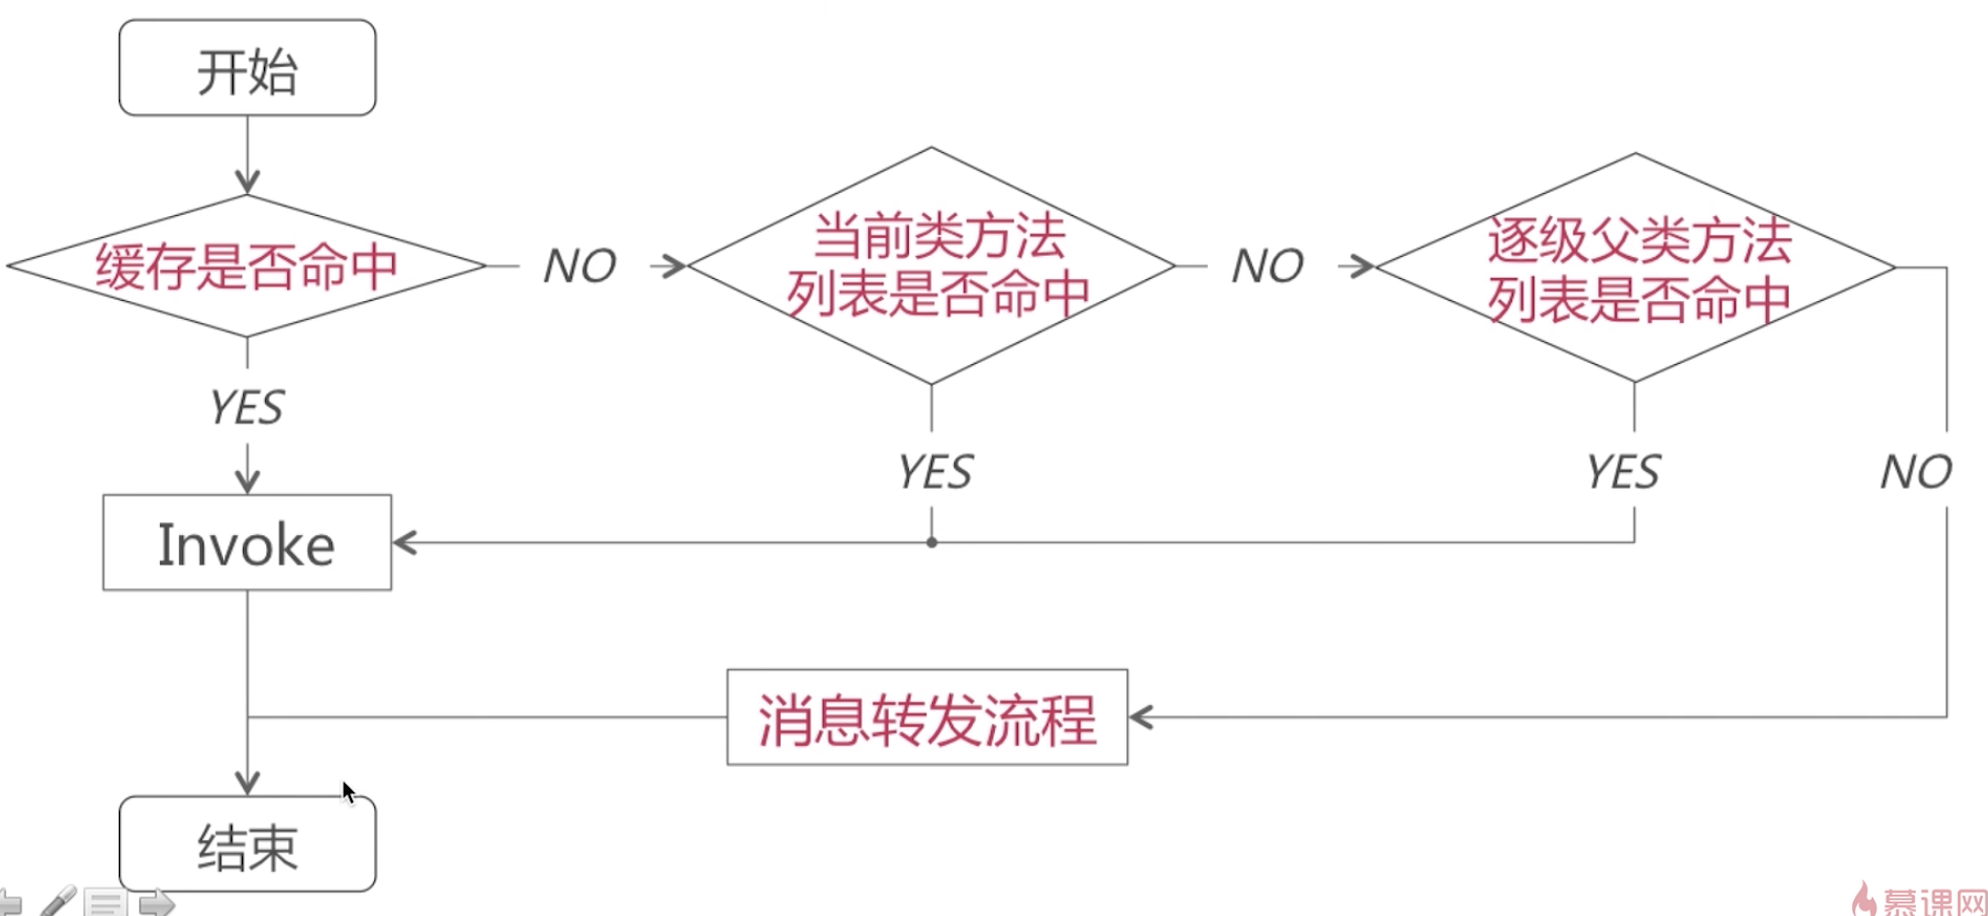 开始
缓存是否命中
NO
当前类方法
列表是否命中
NO
逐级父类方法
列表是否命中
YES
YES
YES
NO
Invoke
消息转发流程
结束
慕课网